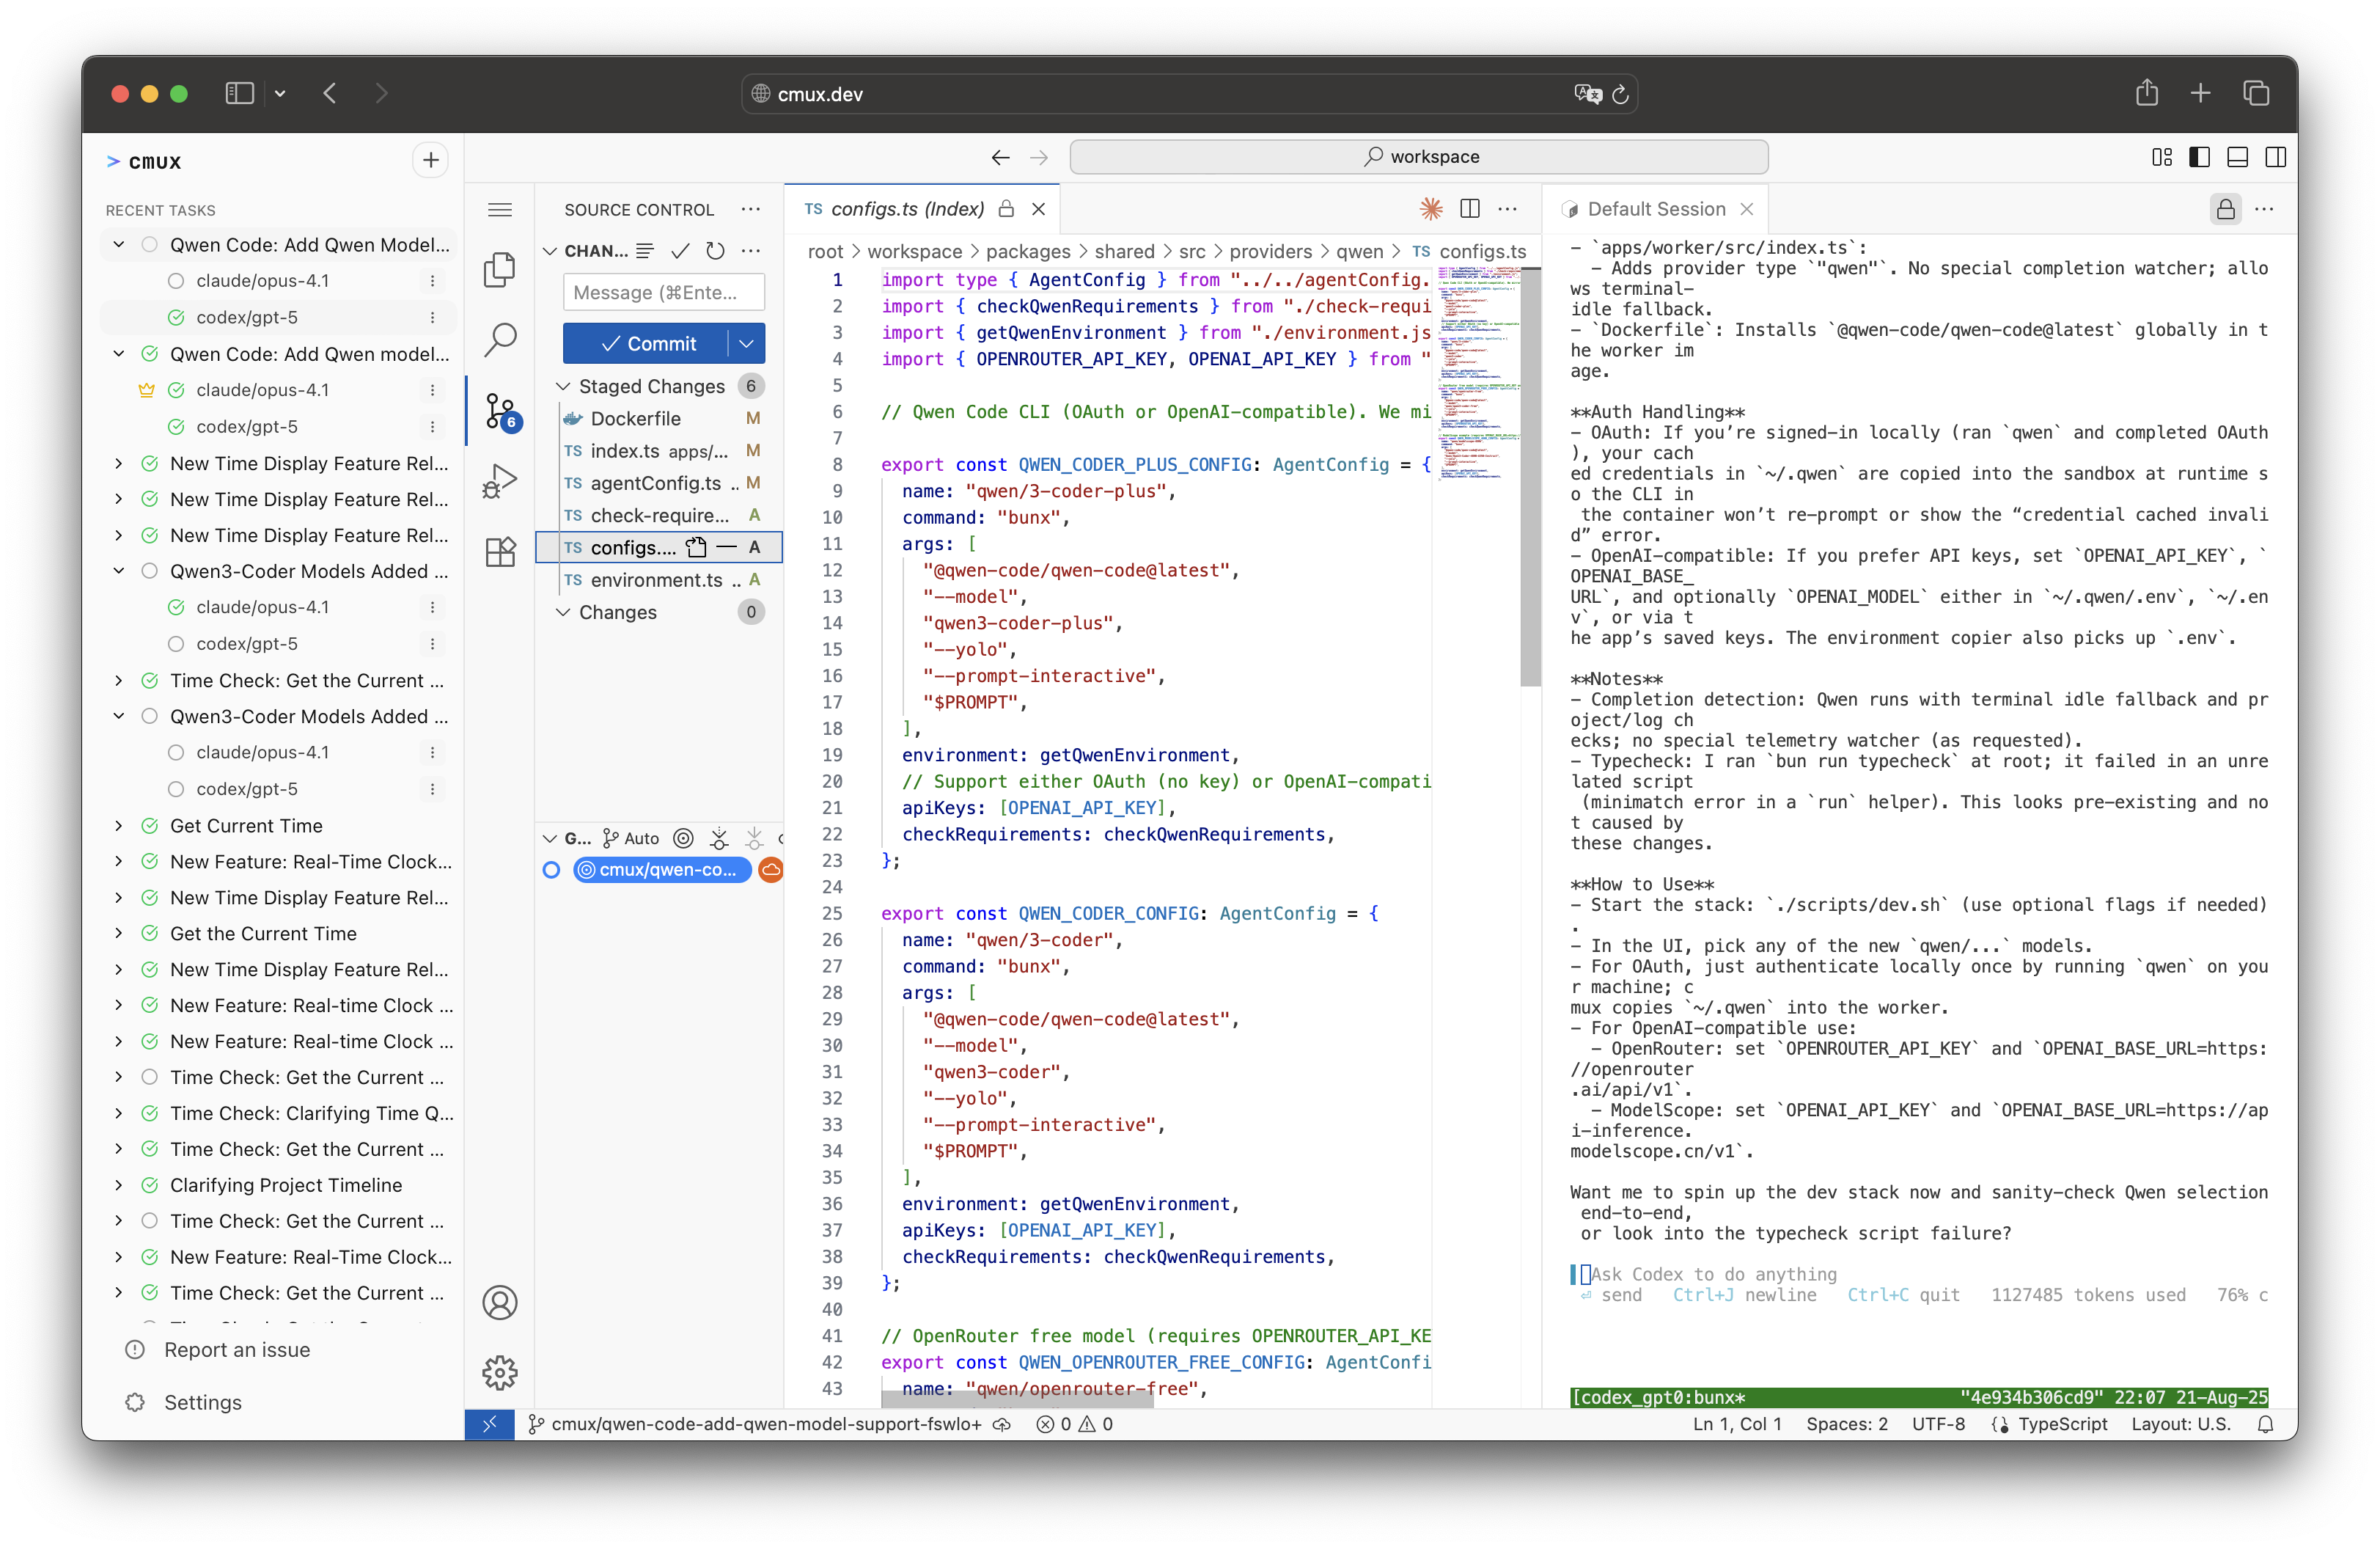 cmux.dev
cmux
RECENT TASKS
Qwen Code: Add Qwen Model...
claude/opus-4.1
codex/gpt-5
Qwen Code: Add Qwen model...
claude/opus-4.1
codex/gpt-5
New Time Display Feature Rel...
New Time Display Feature Rel...
New Time Display Feature Rel...
Qwen3-Coder Models Added ...
claude/opus-4.1
codex/gpt-5
Time Check: Get the Current ...
Qwen3-Coder Models Added ...
claude/opus-4.1
codex/gpt-5
Get Current Time
New Feature: Real-Time Clock...
New Time Display Feature Rel...
Get the Current Time
New Time Display Feature Rel...
New Feature: Real-time Clock ...
New Feature: Real-time Clock ...
Time Check: Get the Current ...
Time Check: Clarifying Time Q...
Time Check: Get the Current ...
Clarifying Project Timeline
Time Check: Get the Current ...
New Feature: Real-Time Clock...
Time Check: Get the Current ...
Report an issue
Settings
workspace
6
SOURCE CONTROL
CHAN...
Message (⌘Ente...
Commit
Staged Changes 6
Dockerfile M
TS index.ts apps/... M
TS agentConfig.ts .. M
TS check-require... A
TS configs.... A
TS environment.ts .. A
Changes 0
G... Auto
cmux/qwen-co...
TS configs.ts (Index)
root > workspace > packages > shared > src > providers > qwen > TS configs.ts
1 import type { AgentConfig } from "../../agentConfig.
2 import { checkQwenRequirements } from "./check-requi
3 import { getQwenEnvironment } from "./environment.js
4 import { OPENROUTER_API_KEY, OPENAI_API_KEY } from "
5
6 // Qwen Code CLI (OAuth or OpenAI-compatible). We mi
7
8 export const QWEN_CODER_PLUS_CONFIG: AgentConfig = {
9 name: "qwen/3-coder-plus",
10 command: "bunx",
11 args: [
12 "@qwen-code/qwen-code@latest",
13 "--model",
14 "qwen3-coder-plus",
15 "--yolo",
16 "--prompt-interactive",
17 "$PROMPT",
18 ],
19 environment: getQwenEnvironment,
20 // Support either OAuth (no key) or OpenAI-compati
21 apiKeys: [OPENAI_API_KEY],
22 checkRequirements: checkQwenRequirements,
23 };
24
25 export const QWEN_CODER_CONFIG: AgentConfig = {
26 name: "qwen/3-coder",
27 command: "bunx",
28 args: [
29 "@qwen-code/qwen-code@latest",
30 "--model",
31 "qwen3-coder",
32 "--yolo",
33 "--prompt-interactive",
34 "$PROMPT",
35 ],
36 environment: getQwenEnvironment,
37 apiKeys: [OPENAI_API_KEY],
38 checkRequirements: checkQwenRequirements,
39 };
40
41 // OpenRouter free model (requires OPENROUTER_API_KE
42 export const QWEN_OPENROUTER_FREE_CONFIG: AgentConfi
43 name: "qwen/openrouter-free",
Default Session
- `apps/worker/src/index.ts`:
- Adds provider type `"qwen"`. No special completion watcher; allo
ws terminal-
idle fallback.
- `Dockerfile`: Installs `@qwen-code/qwen-code@latest` globally in t
he worker im
age.
**Auth Handling**
- OAuth: If you’re signed-in locally (ran `qwen` and completed OAuth
), your cach
ed credentials in `~/.qwen` are copied into the sandbox at runtime s
o the CLI in
the container won’t re-prompt or show the “credential cached invali
d” error.
- OpenAI-compatible: If you prefer API keys, set `OPENAI_API_KEY`, `
OPENAI_BASE_
URL`, and optionally `OPENAI_MODEL` either in `~/.qwen/.env`, `~/.en
v`, or via t
he app’s saved keys. The environment copier also picks up `.env`.
**Notes**
- Completion detection: Qwen runs with terminal idle fallback and pr
oject/log ch
ecks; no special telemetry watcher (as requested).
- Typecheck: I ran `bun run typecheck` at root; it failed in an unre
lated script
(minimatch error in a `run` helper). This looks pre-existing and no
t caused by
these changes.
**How to Use**
- Start the stack: `./scripts/dev.sh` (use optional flags if needed)
.
- In the UI, pick any of the new `qwen/...` models.
- For OAuth, just authenticate locally once by running `qwen` on you
r machine; c
mux copies `~/.qwen` into the worker.
- For OpenAI-compatible use:
- OpenRouter: set `OPENROUTER_API_KEY` and `OPENAI_BASE_URL=https:
//openrouter
.ai/api/v1`.
- ModelScope: set `OPENAI_API_KEY` and `OPENAI_BASE_URL=https://ap
i-inference.
modelscope.cn/v1`.
Want me to spin up the dev stack now and sanity-check Qwen selection
end-to-end,
or look into the typecheck script failure?
Ask Codex to do anything
⏎ send Ctrl+J newline Ctrl+C quit 1127485 tokens used 76% c
[codex_gpt0:bunx* "4e934b306cd9" 22:07 21-Aug-25
cmux/qwen-code-add-qwen-model-support-fswlo+ 0 0
Ln 1, Col 1 Spaces: 2 UTF-8 TypeScript Layout: U.S.